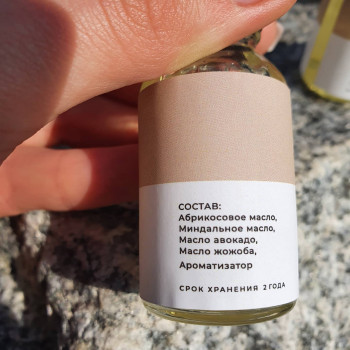 СОСТАВ:
Абрикосовое масло,
Миндальное масло,
Масло авокадо,
Масло жожоба,
Ароматизатор
СРОК ХРАНЕНИЯ 2 ГОДА